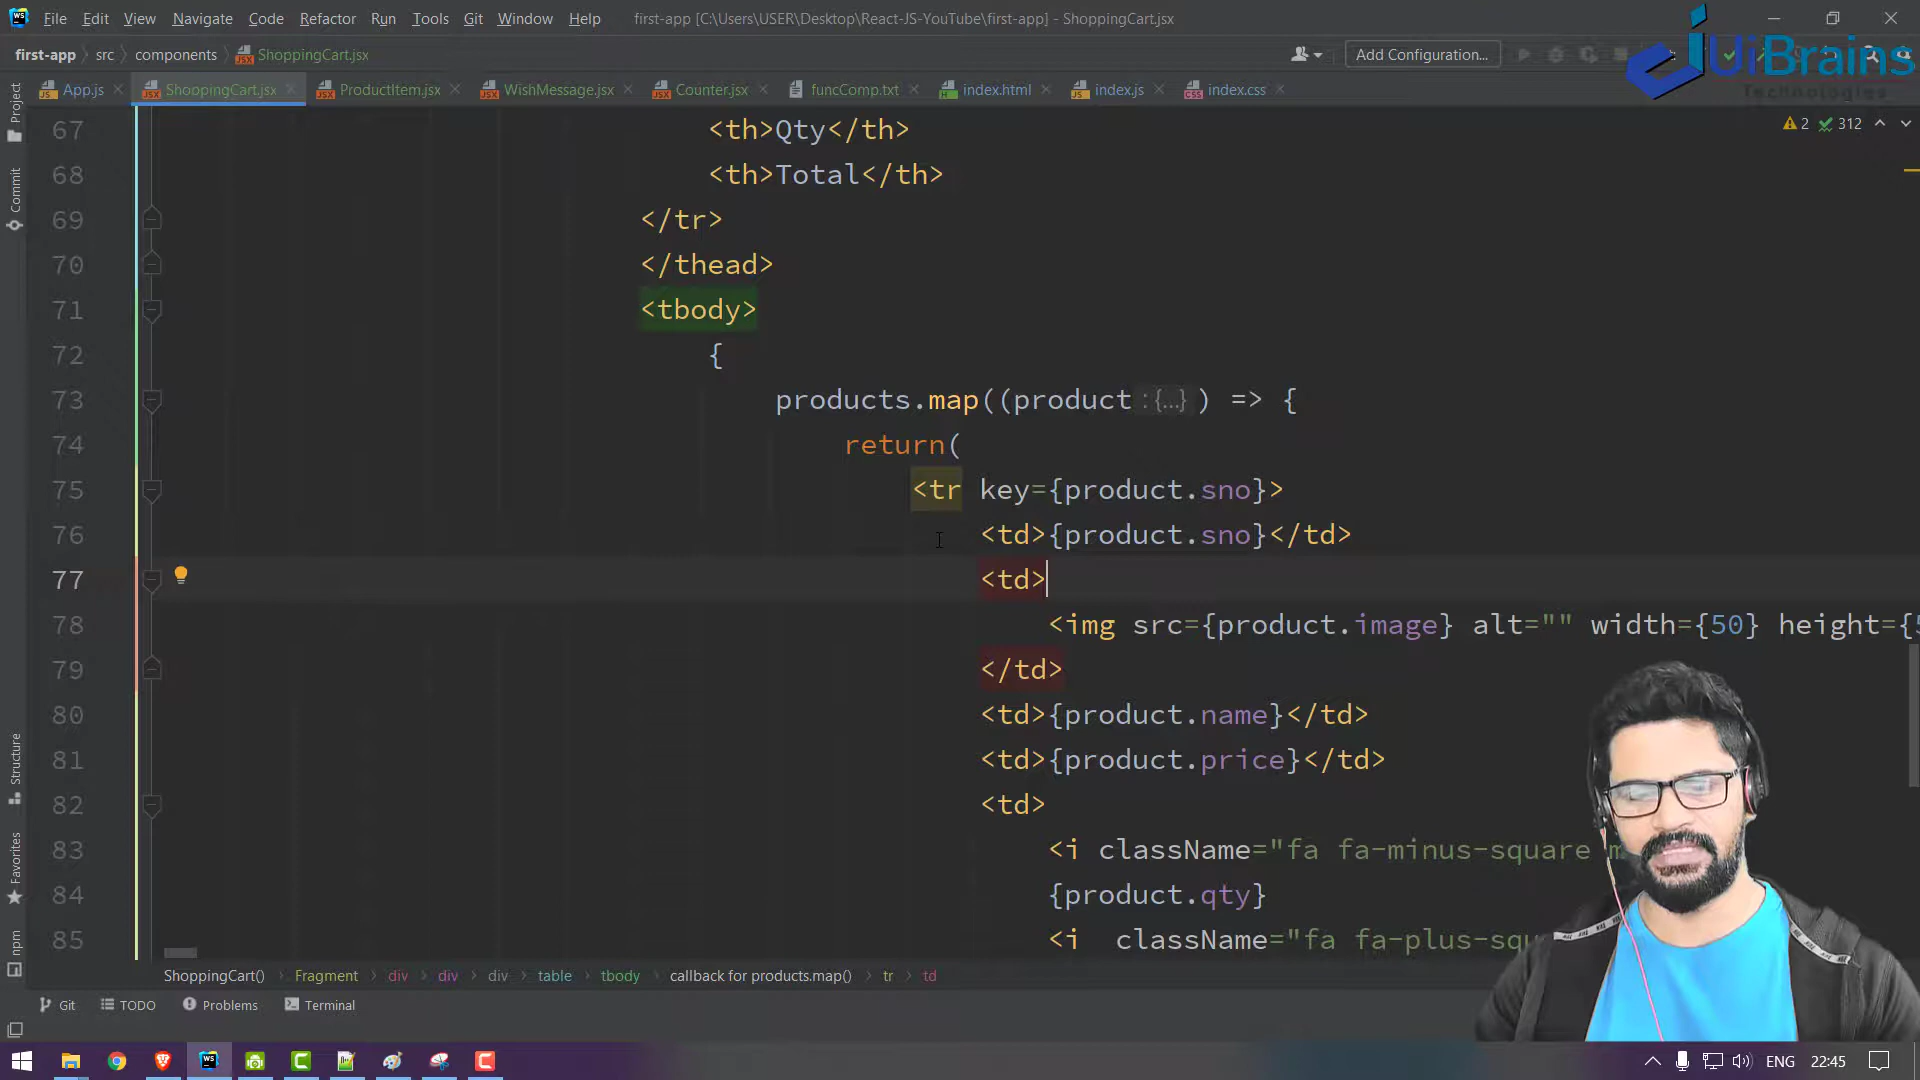 File Edit View Navigate Code Refactor Run Tools Git Window Help first-app [C:\Users\USER\Desktop\React-JS-YouTube\first-app] - ShoppingCart.jsx
first-app src components ShoppingCart.jsx Add Configuration...
UiBrains
Technologies
App.js ShoppingCart.jsx ProductItem.jsx WishMessage.jsx Counter.jsx funcComp.txt index.html index.js index.css
2 312
Project
Commit
Structure
Favorites
npm
67 <th>Qty</th>
68 <th>Total</th>
69 </tr>
70 </thead>
71 <tbody>
72 {
73 products.map((product :{...} ) => {
74 return(
75 <tr key={product.sno}>
76 <td>{product.sno}</td>
77 <td>
78 <img src={product.image} alt="" width={50} height={5
79 </td>
80 <td>{product.name}</td>
81 <td>{product.price}</td>
82 <td>
83 <i className="fa fa-minus-square m
84 {product.qty}
85 <i className="fa fa-plus-squ
ShoppingCart() Fragment div div div table tbody callback for products.map() tr td
Git TODO Problems Terminal
ENG 22:45